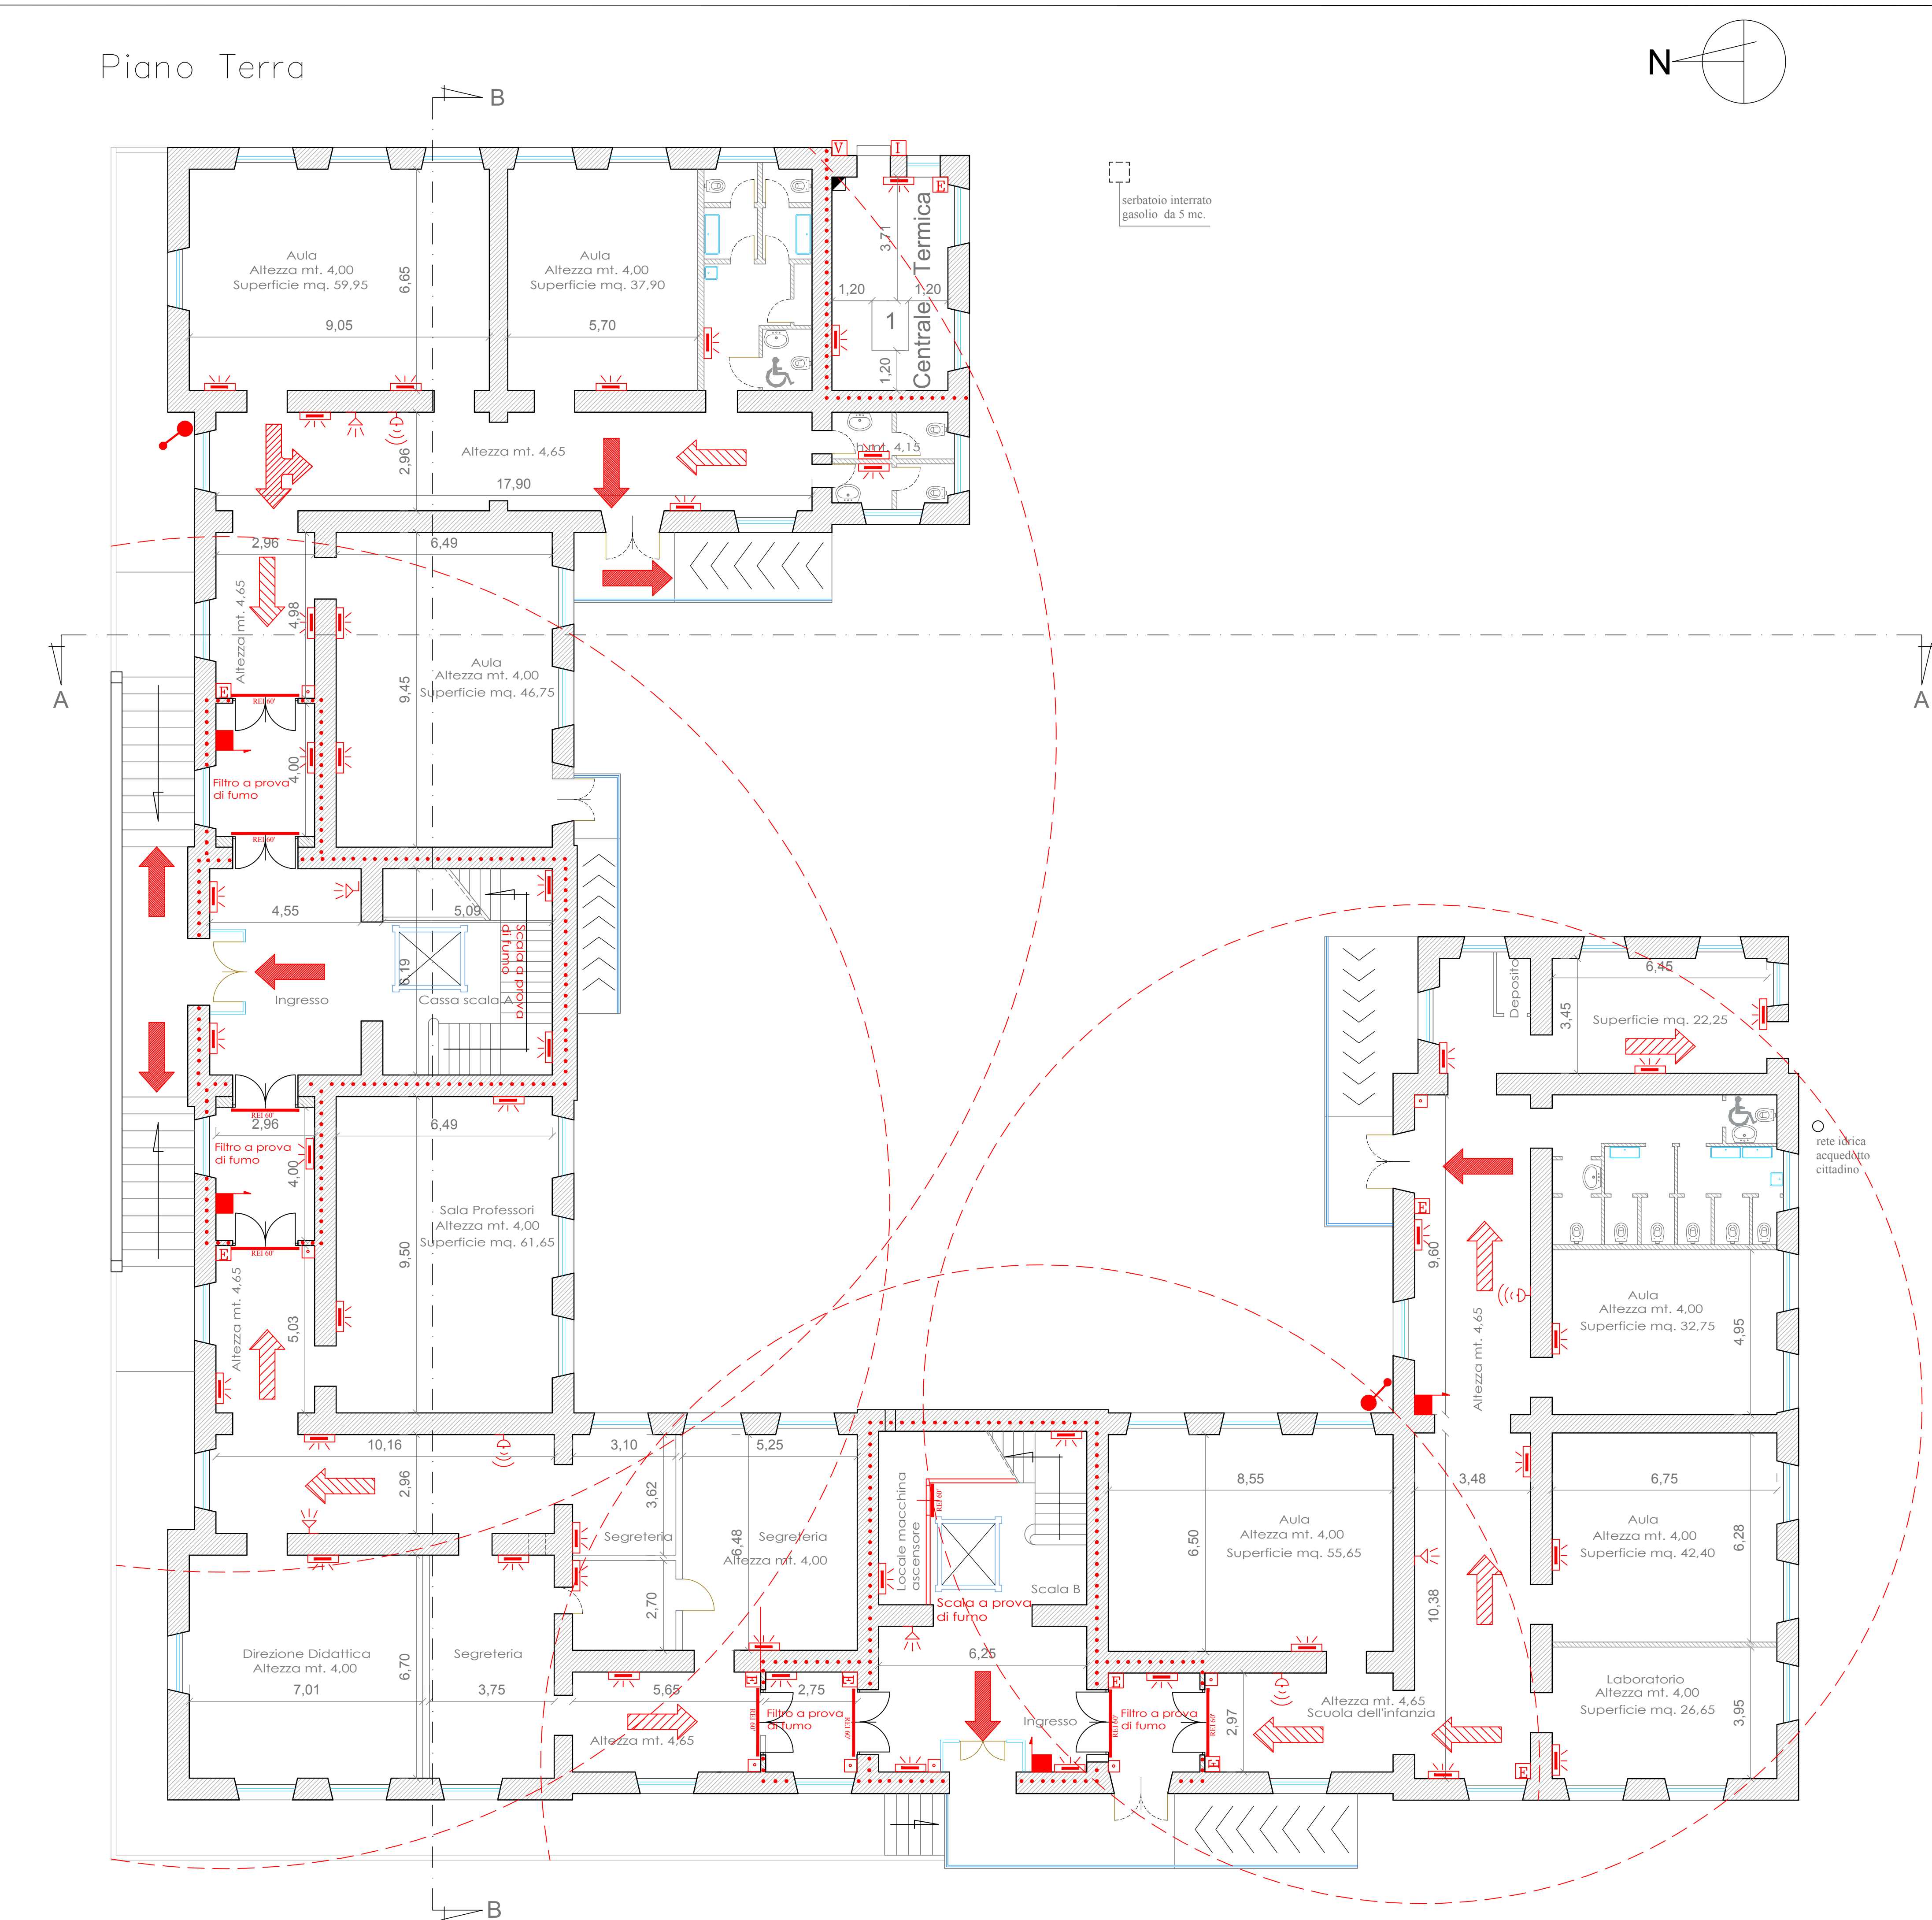 Piano Terra
N
B
V
I
E
serbatoio interrato
gasolio da 5 mc.
Aula
Altezza mt. 4,00
Superficie mq. 59,95
6,65
9,05
Aula
Altezza mt. 4,00
Superficie mq. 37,90
5,70
3,71
Centrale Termica
1,20
1,20
1
1,20
2,96
Altezza mt. 4,65
h mt. 4,15
17,90
2,96
6,49
Altezza mt. 4,65
4,98
A
A
Aula
Altezza mt. 4,00
Superficie mq. 46,75
9,45
E
REI 60'
4,00
Filtro a prova
di fumo
REI 60'
4,55
5,09
Scala a prova
di fumo
6,19
Ingresso
Cassa scala A
REI 60'
2,96
6,49
Filtro a prova
di fumo
4,00
E
REI 60'
Sala Professori
Altezza mt. 4,00
Superficie mq. 61,65
9,50
Altezza mt. 4,65
5,03
Deposito
6,45
3,45
Superficie mq. 22,25
rete idrica
acquedotto
cittadino
E
9,60
Altezza mt. 4,65
Aula
Altezza mt. 4,00
Superficie mq. 32,75
4,95
10,16
3,10
5,25
2,96
3,62
6,48
Segreteria
Segreteria
Altezza mt. 4,00
2,70
Locale macchina
ascensore
REI 60'
Scala B
Scala a prova
di fumo
6,25
8,55
6,50
Aula
Altezza mt. 4,00
Superficie mq. 55,65
3,48
10,38
6,75
Aula
Altezza mt. 4,00
Superficie mq. 42,40
6,28
Direzione Didattica
Altezza mt. 4,00
7,01
6,70
Segreteria
3,75
5,65
2,75
E
E
REI 60'
Filtro a prova
di fumo
REI 60'
Altezza mt. 4,65
Ingresso
E
Filtro a prova
di fumo
REI 60'
E
2,97
Altezza mt. 4,65
Scuola dell'infanzia
E
Laboratorio
Altezza mt. 4,00
Superficie mq. 26,65
3,95
B